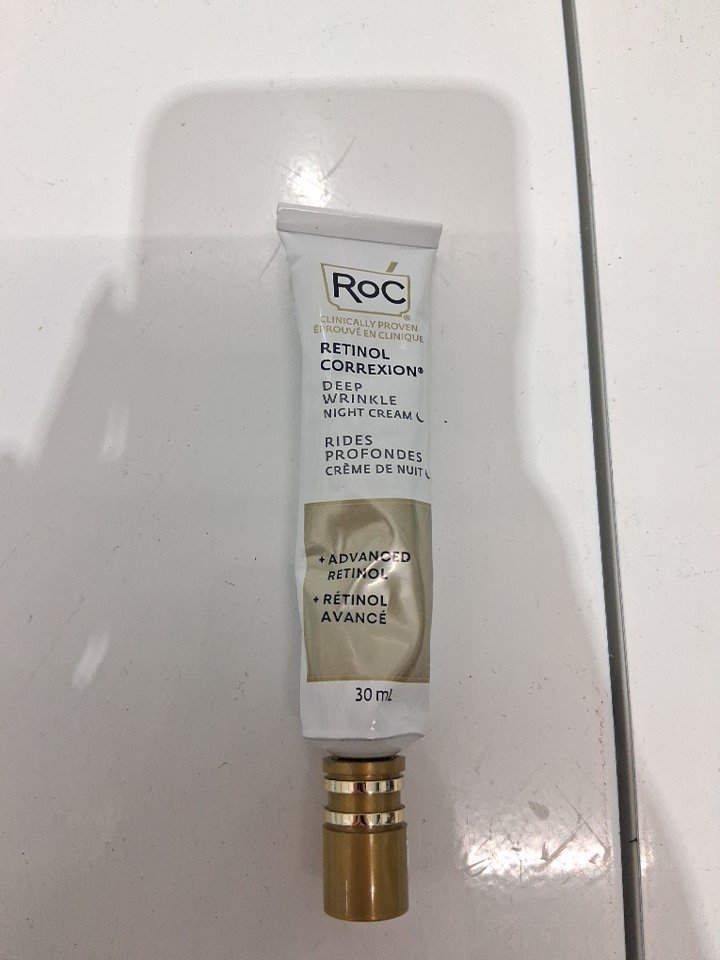 RoC®
CLINICALLY PROVEN
ÉPROUVÉ EN CLINIQUE
RETINOL
CORREXION®
DEEP
WRINKLE
NIGHT CREAM
RIDES
PROFONDES
CRÈME DE NUIT
+ ADVANCED
RETINOL
+ RÉTINOL
AVANCÉ
30 mL